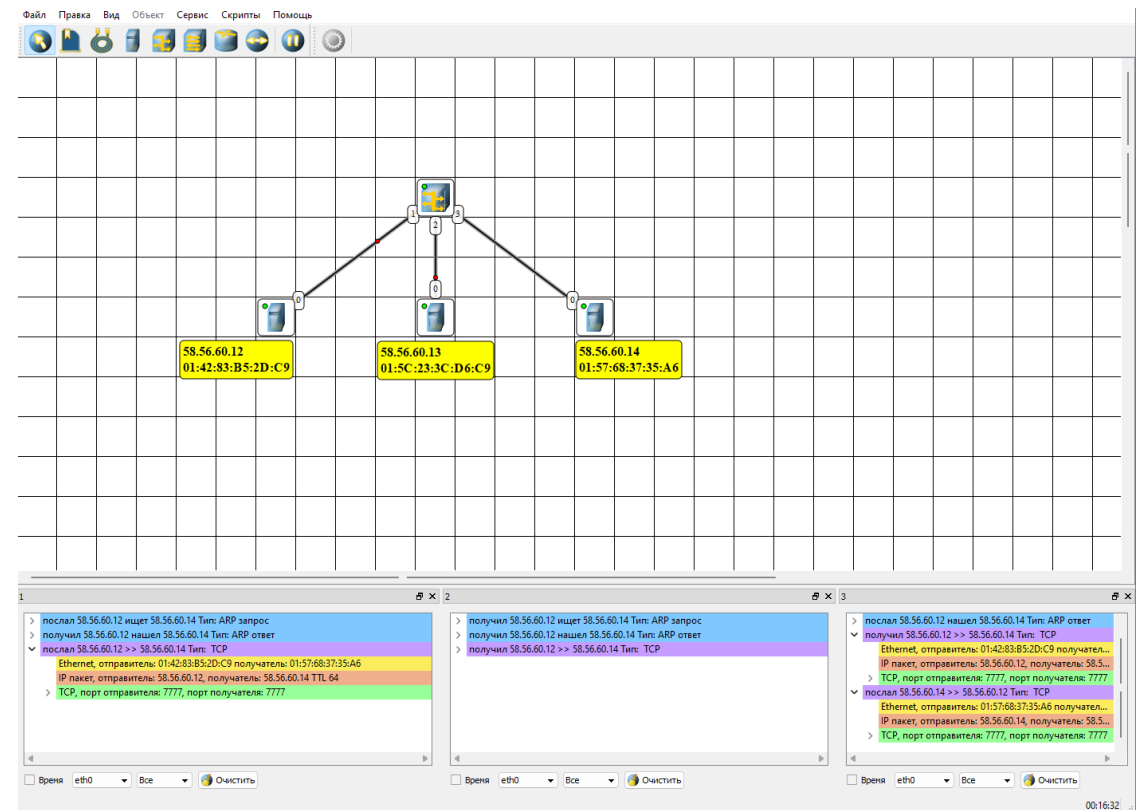 Файл Правка Вид Объект Сервис Скрипты Помощь
1 3
2
0 0 0
58.56.60.12
01:42:83:B5:2D:C9
58.56.60.13
01:5C:23:3C:D6:C9
58.56.60.14
01:57:68:37:35:A6
1
послал 58.56.60.12 ищет 58.56.60.14 Тип: ARP запрос
получил 58.56.60.12 нашел 58.56.60.14 Тип: ARP ответ
послал 58.56.60.12 >> 58.56.60.14 Тип: TCP
Ethernet, отправитель: 01:42:83:B5:2D:C9 получатель: 01:57:68:37:35:A6
IP пакет, отправитель: 58.56.60.12, получатель: 58.56.60.14 TTL 64
TCP, порт отправителя: 7777, порт получателя: 7777
Время eth0 Все Очистить
2
получил 58.56.60.12 ищет 58.56.60.14 Тип: ARP запрос
получил 58.56.60.12 нашел 58.56.60.14 Тип: ARP ответ
получил 58.56.60.12 >> 58.56.60.14 Тип: TCP
Время eth0 Все Очистить
3
послал 58.56.60.12 нашел 58.56.60.14 Тип: ARP ответ
получил 58.56.60.12 >> 58.56.60.14 Тип: TCP
Ethernet, отправитель: 01:42:83:B5:2D:C9 получател...
IP пакет, отправитель: 58.56.60.12, получатель: 58.5...
TCP, порт отправителя: 7777, порт получателя: 7777
послал 58.56.60.14 >> 58.56.60.12 Тип: TCP
Ethernet, отправитель: 01:57:68:37:35:A6 получател...
IP пакет, отправитель: 58.56.60.14, получатель: 58.5...
TCP, порт отправителя: 7777, порт получателя: 7777
Время eth0 Все Очистить
00:16:32